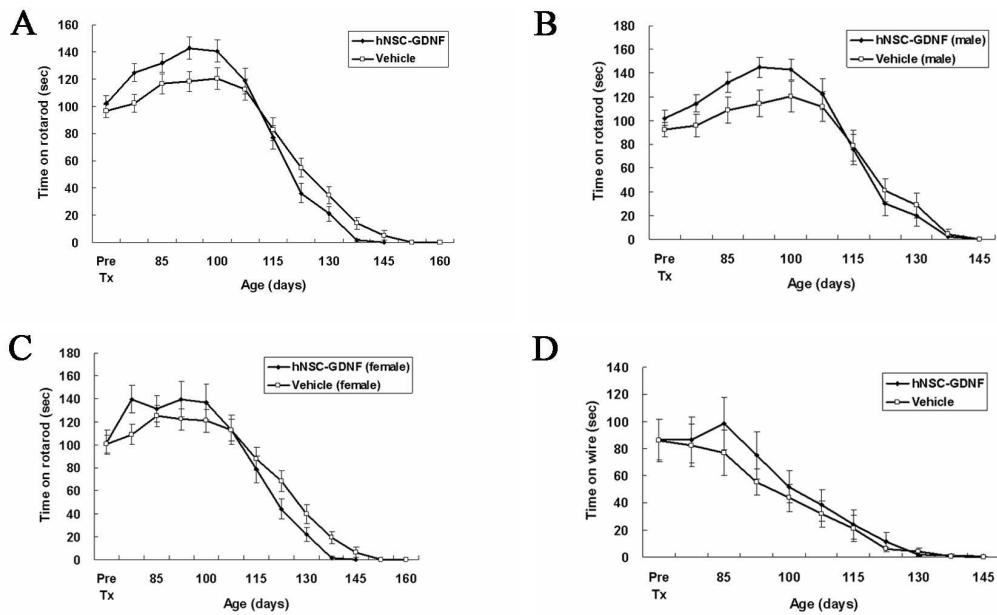 A
160
140
120
100
80
60
40
20
0
Time on rotarod (sec)
hNSC-GDNF
Vehicle
Pre Tx 85 100 115 130 145 160
Age (days)
B
180
160
140
120
100
80
60
40
20
0
Time on rotarod (sec)
hNSC-GDNF (male)
Vehicle (male)
Pre Tx 85 100 115 130 145
Age (days)
C
180
160
140
120
100
80
60
40
20
0
Time on rotarod (sec)
hNSC-GDNF (female)
Vehicle (female)
Pre Tx 85 100 115 130 145 160
Age (days)
D
140
120
100
80
60
40
20
0
Time on wire (sec)
hNSC-GDNF
Vehicle
Pre Tx 85 100 115 130 145
Age (days)